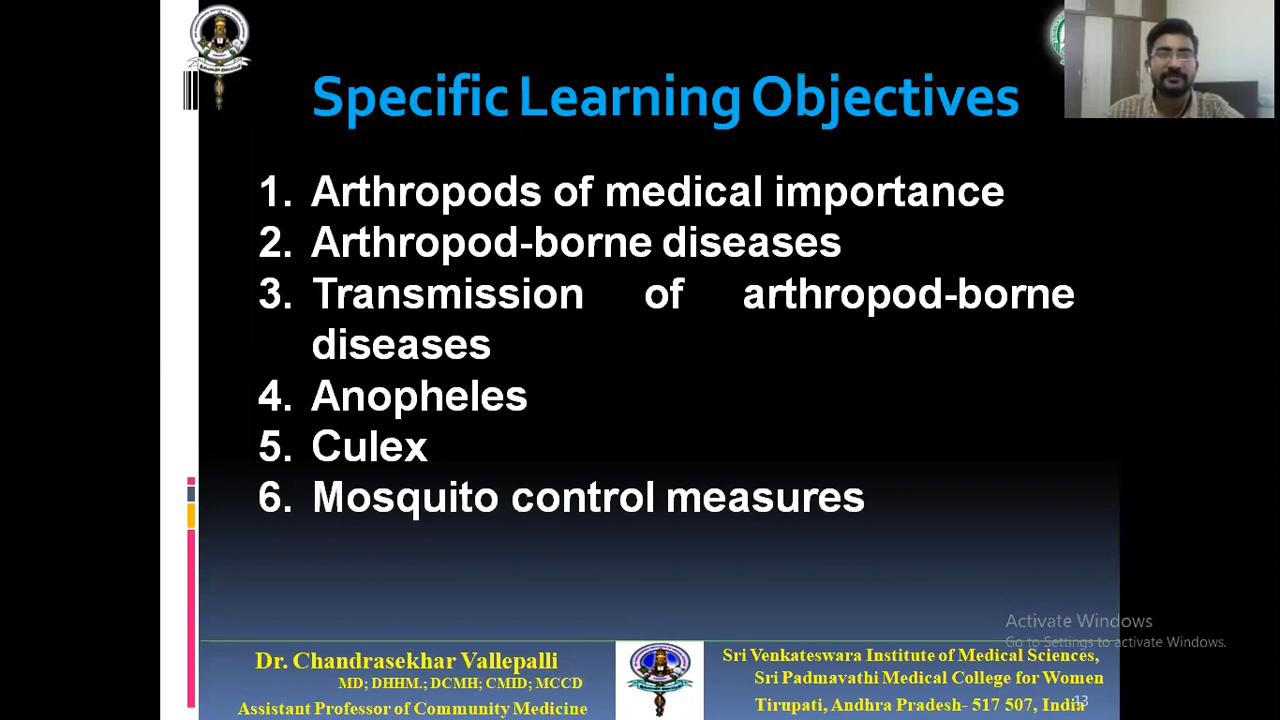 Specific Learning Objectives
1. Arthropods of medical importance
2. Arthropod-borne diseases
3. Transmission of arthropod-borne
diseases
4. Anopheles
5. Culex
6. Mosquito control measures
Activate Windows
Go to Settings to activate Windows.
Dr. Chandrasekhar Vallepalli
MD; DHHM.; DCMH; CMID; MCCD
Assistant Professor of Community Medicine
Sri Venkateswara Institute of Medical Sciences,
Sri Padmavathi Medical College for Women
Tirupati, Andhra Pradesh- 517 507, India
13